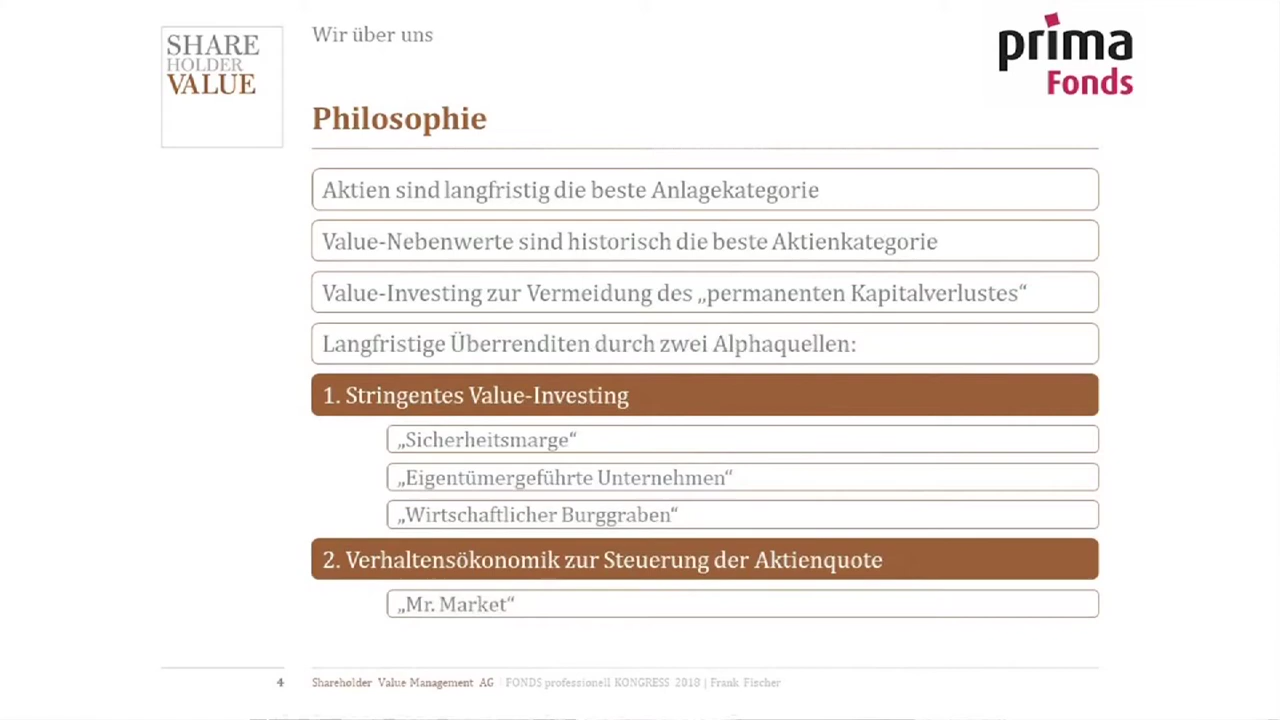 SHARE
HOLDER
VALUE
Wir über uns
prima
Fonds
Philosophie
Aktien sind langfristig die beste Anlagekategorie
Value-Nebenwerte sind historisch die beste Aktienkategorie
Value-Investing zur Vermeidung des „permanenten Kapitalverlustes“
Langfristige Überrenditen durch zwei Alphaquellen:
1. Stringentes Value-Investing
„Sicherheitsmarge“
„Eigentümergeführte Unternehmen“
„Wirtschaftlicher Burggraben“
2. Verhaltensökonomik zur Steuerung der Aktienquote
„Mr. Market“
4 Shareholder Value Management AG | FONDS professionell KONGRESS 2018 | Frank Fischer